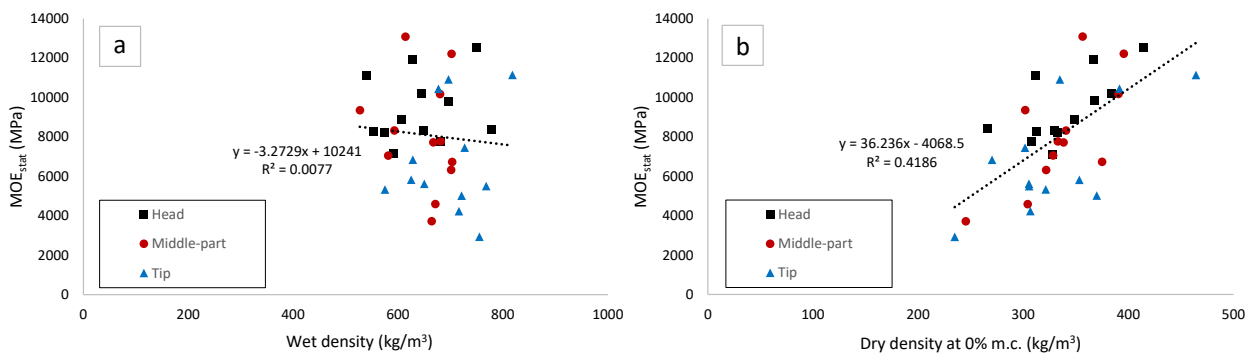 a
14000
12000
10000
8000
6000
4000
2000
0
MOEstat (MPa)
y = -3.2729x + 10241
R² = 0.0077
Head
Middle-part
Tip
0 200 400 600 800 1000
Wet density (kg/m³)
b
14000
12000
10000
8000
6000
4000
2000
0
MOEstat (MPa)
y = 36.236x - 4068.5
R² = 0.4186
Head
Middle-part
Tip
0 100 200 300 400 500
Dry density at 0% m.c. (kg/m³)